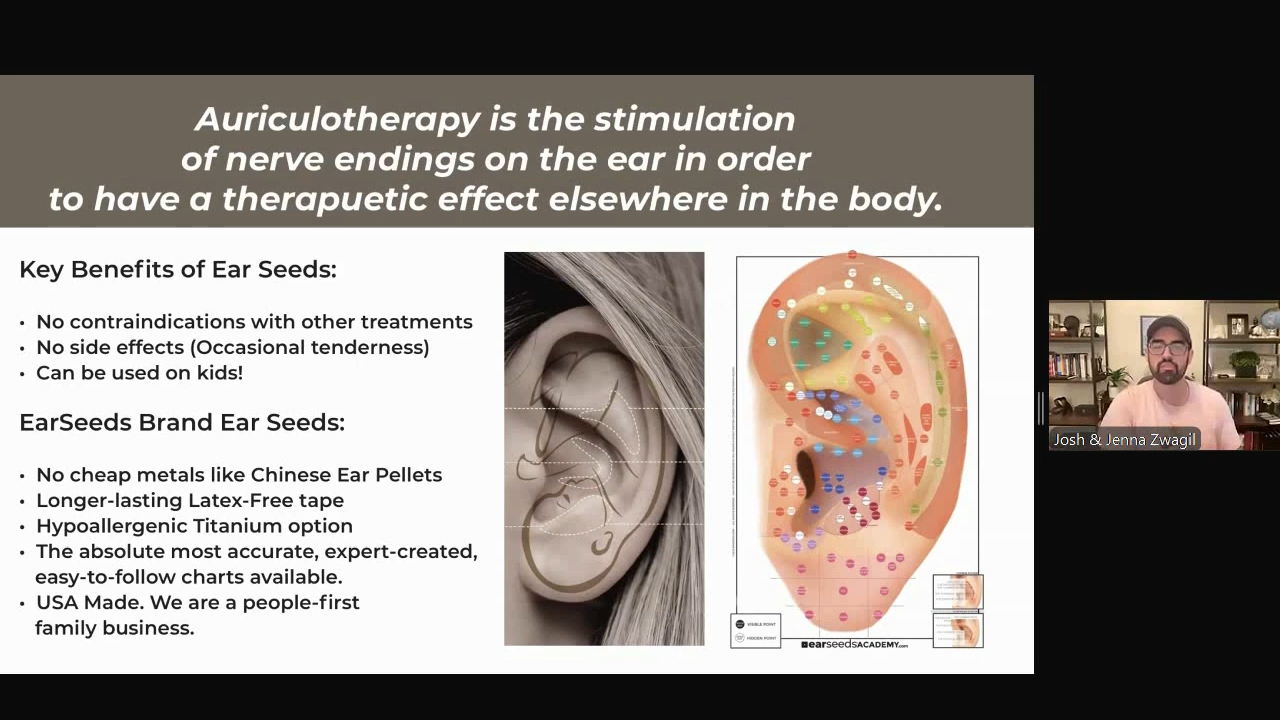 Auriculotherapy is the stimulation
of nerve endings on the ear in order
to have a therapuetic effect elsewhere in the body.
Key Benefits of Ear Seeds:
• No contraindications with other treatments
• No side effects (Occasional tenderness)
• Can be used on kids!
EarSeeds Brand Ear Seeds:
• No cheap metals like Chinese Ear Pellets
• Longer-lasting Latex-Free tape
• Hypoallergenic Titanium option
• The absolute most accurate, expert-created,
easy-to-follow charts available.
• USA Made. We are a people-first
family business.
VISIBLE POINT
HIDDEN POINT
earseedsACADEMY.com
Josh & Jenna Zwagil